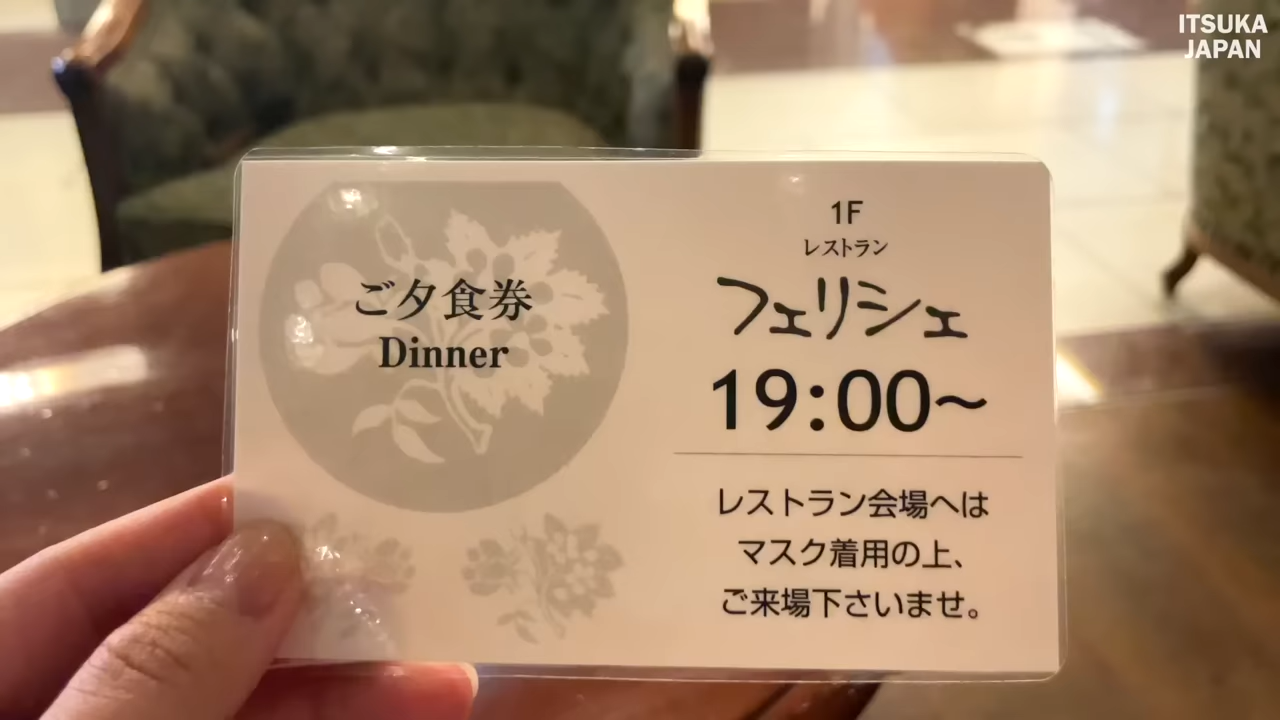 ITSUKA
JAPAN
ご夕食券
Dinner
1F
レストラン
フェリシェ
19:00～
レストラン会場へは
マスク着用の上、
ご来場下さいませ。